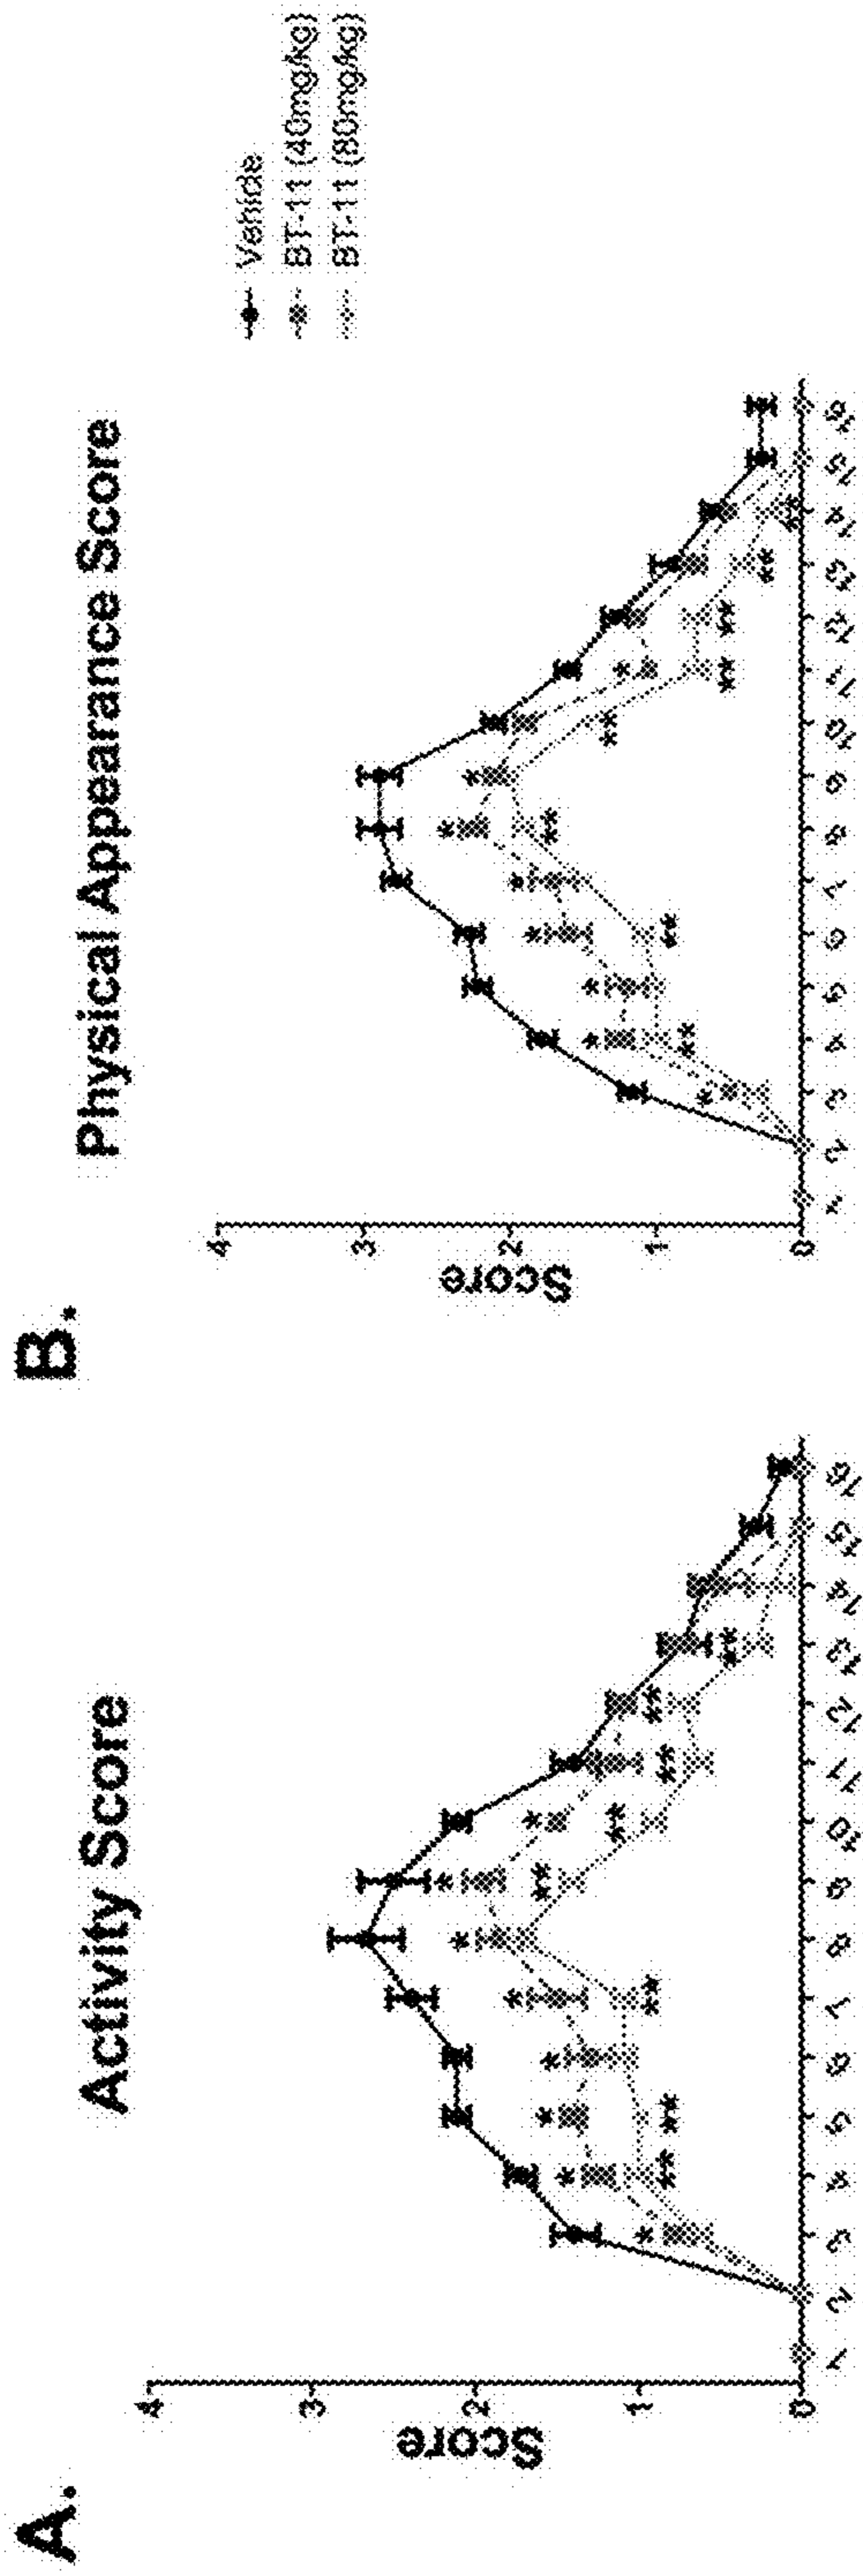 A.
Activity Score
Score
4
3
2
1
0
1 2 3 4 5 6 7 8 9 10 11 12 13 14 15 16
B.
Physical Appearance Score
Score
4
3
2
1
0
1 2 3 4 5 6 7 8 9 10 11 12 13 14 15 16
Vehicle
BT-11 (40mg/kg)
BT-11 (80mg/kg)